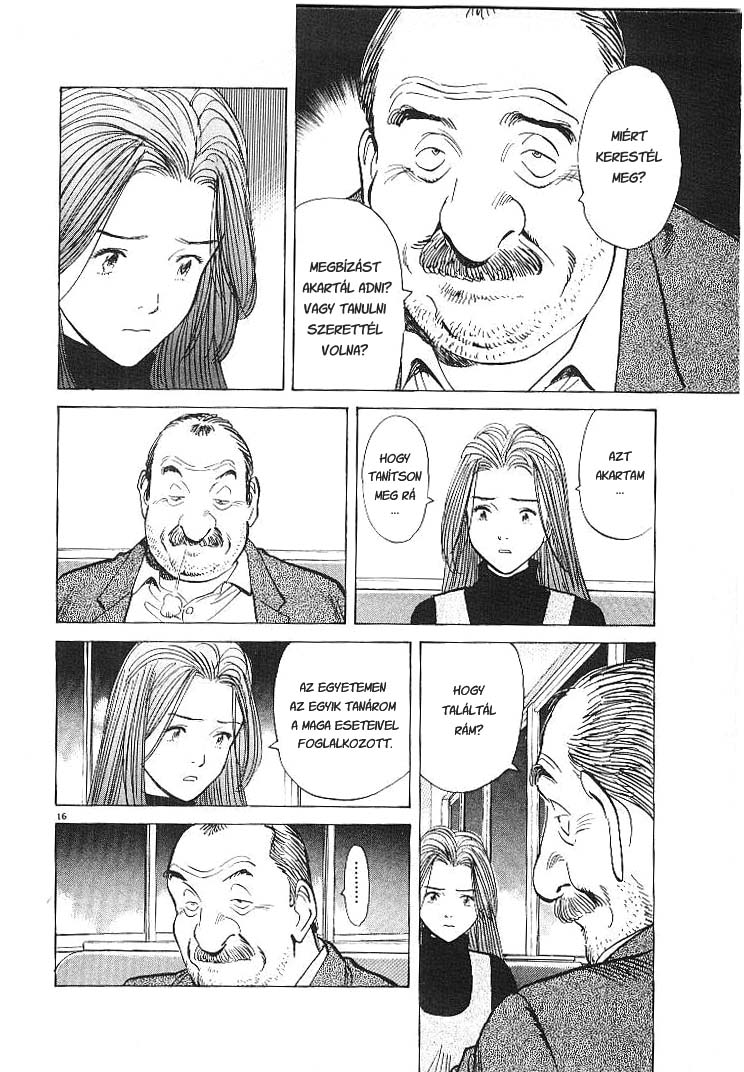 MIÉRT
KERESTÉL
MEG?
MEGBÍZÁST
AKARTÁL ADNI?
VAGY TANULNI
SZERETTÉL
VOLNA?
AZT
AKARTAM
...
HOGY
TANÍTSON
MEG RÁ
...
HOGY
TALÁLTÁL
RÁM?
AZ EGYETEMEN
AZ EGYIK TANÁROM
A MAGA ESETEIVEL
FOGLALKOZOTT.
16
........